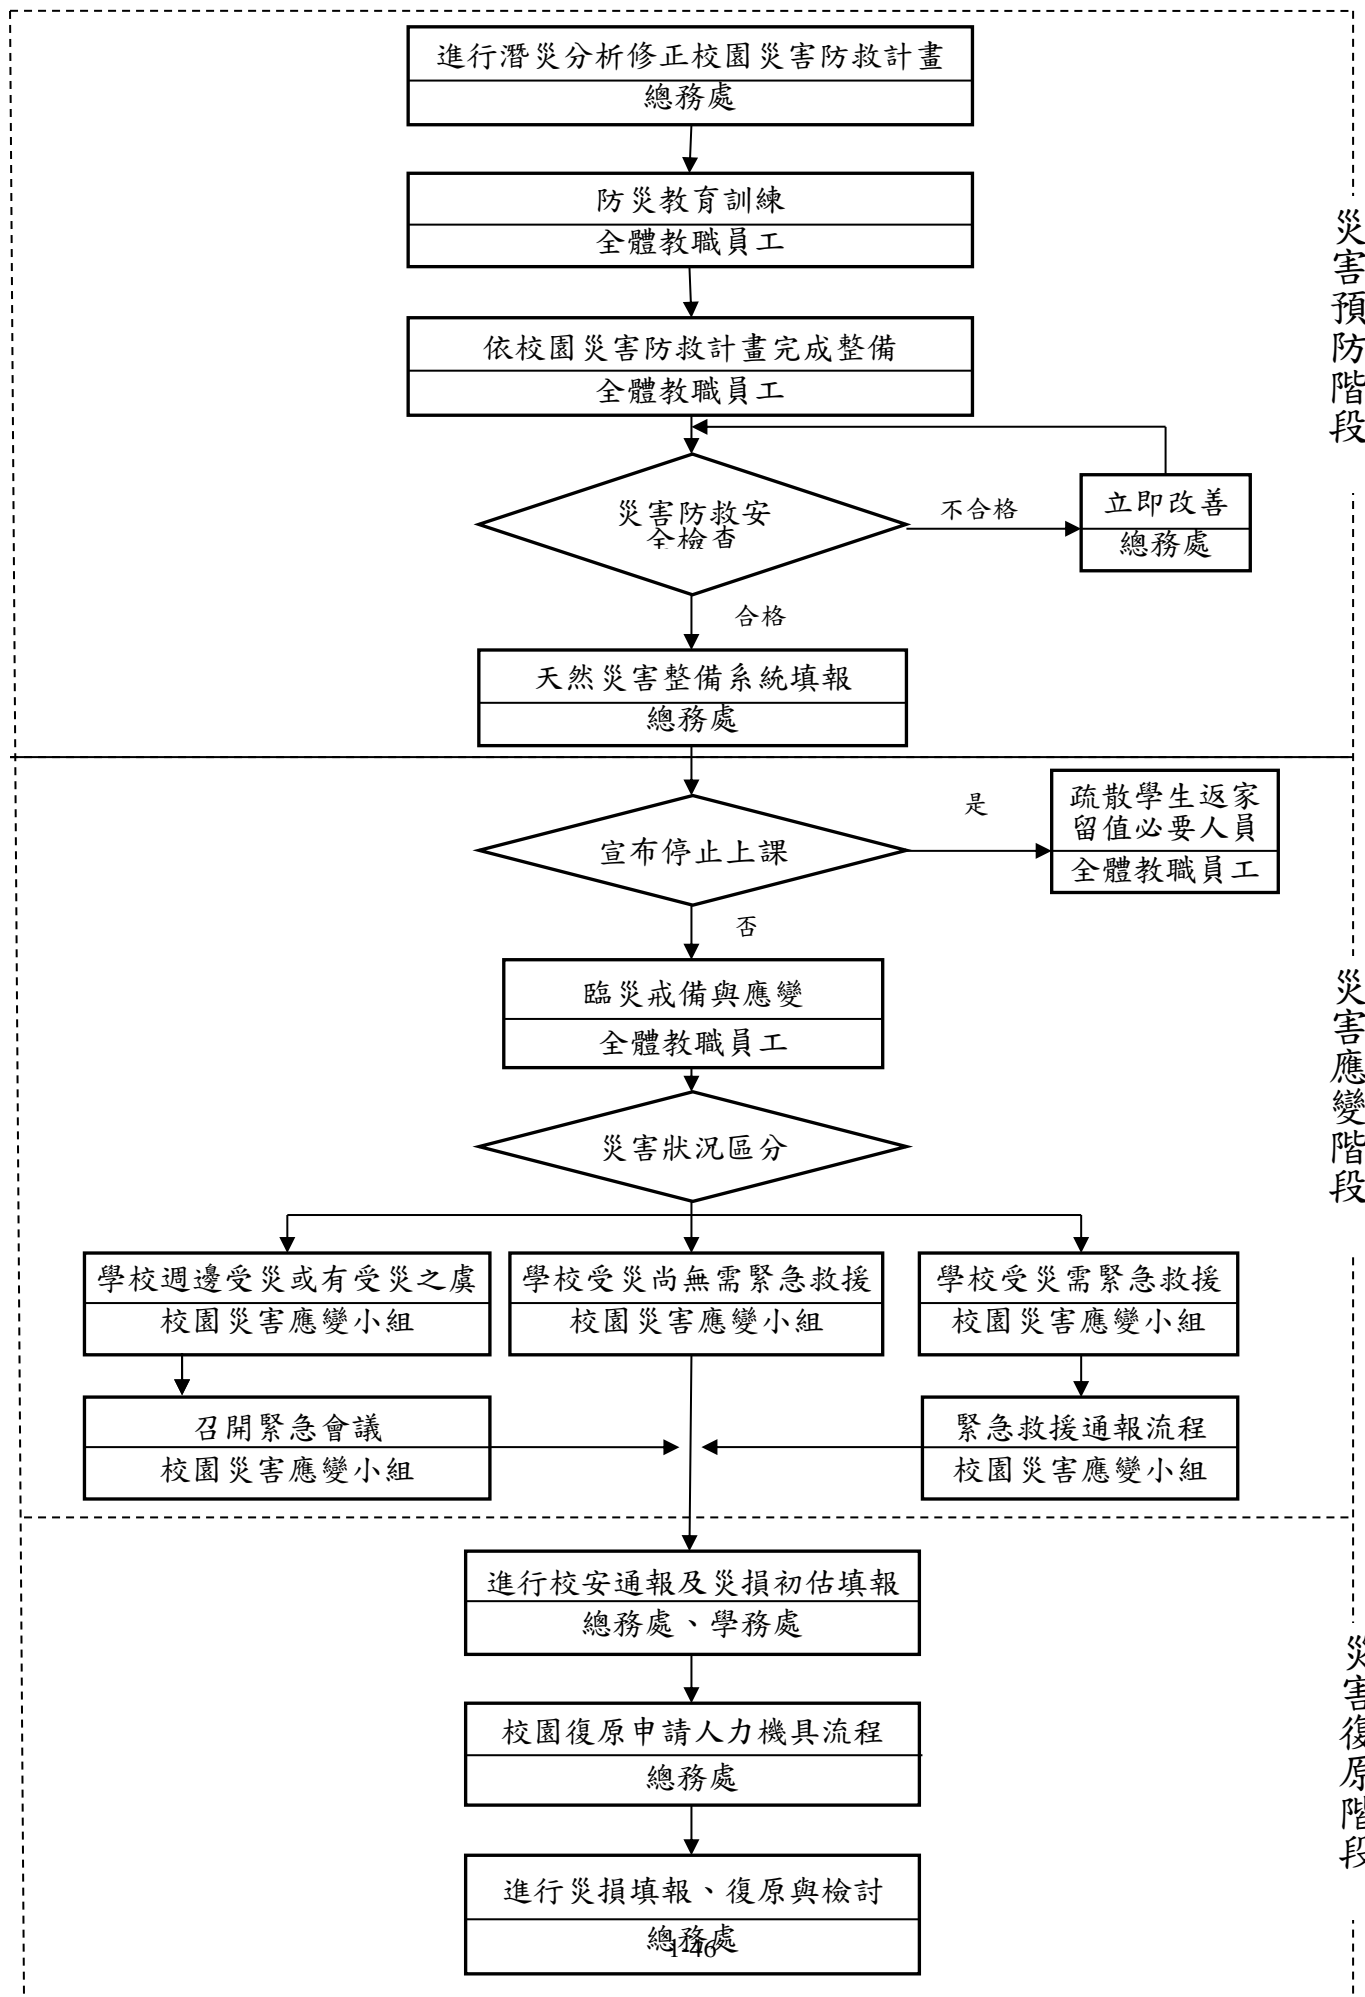 進行潛災分析修正校園災害防救計畫
總務處
防災教育訓練
全體教職員工
災害預防階段
依校園災害防救計畫完成整備
全體教職員工
災害防救安
全檢查
不合格
立即改善
總務處
合格
天然災害整備系統填報
總務處
宣布停止上課
是
疏散學生返家
留值必要人員
全體教職員工
否
臨災戒備與應變
全體教職員工
災害應變階段
災害狀況區分
學校週邊受災或有受災之虞
校園災害應變小組
學校受災尚無需緊急救援
校園災害應變小組
學校受災需緊急救援
校園災害應變小組
召開緊急會議
校園災害應變小組
緊急救援通報流程
校園災害應變小組
進行校安通報及災損初估填報
總務處、學務處
災害復原階段
校園復原申請人力機具流程
總務處
進行災損填報、復原與檢討
總務處
1-46